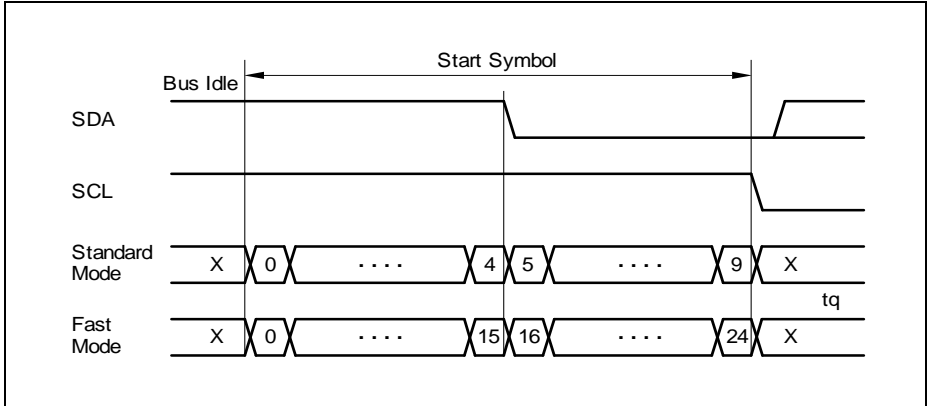 Start Symbol
Bus Idle
SDA
SCL
Standard Mode X 0 .... 4 5 .... 9 X
tq
Fast Mode X 0 .... 15 16 .... 24 X